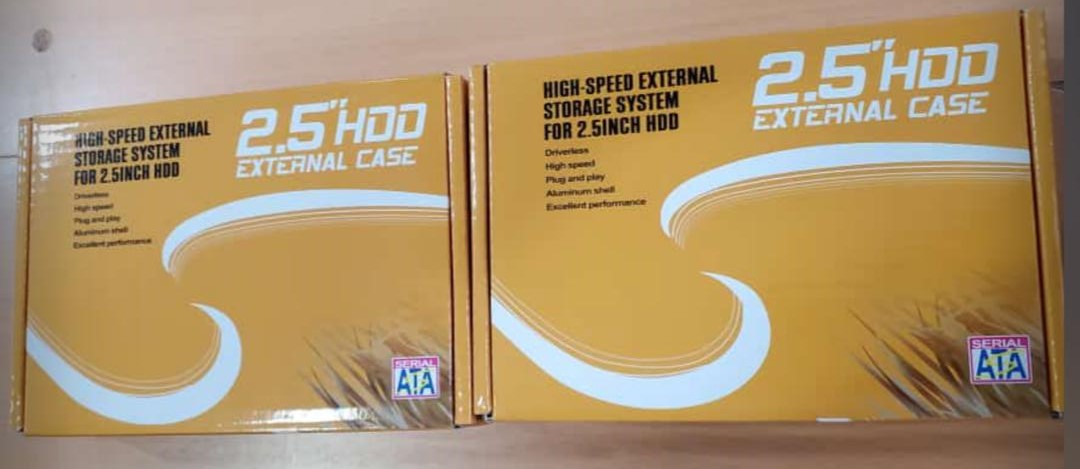 HIGH-SPEED EXTERNAL
STORAGE SYSTEM
FOR 2.5INCH HDD
Driverless
High speed
Plug and play
Aluminum shell
Excellent performance
2.5"HDD
EXTERNAL CASE
SERIAL
ATA
HIGH-SPEED EXTERNAL
STORAGE SYSTEM
FOR 2.5INCH HDD
Driverless
High speed
Plug and play
Aluminum shell
Excellent performance
2.5"HDD
EXTERNAL CASE
SERIAL
ATA